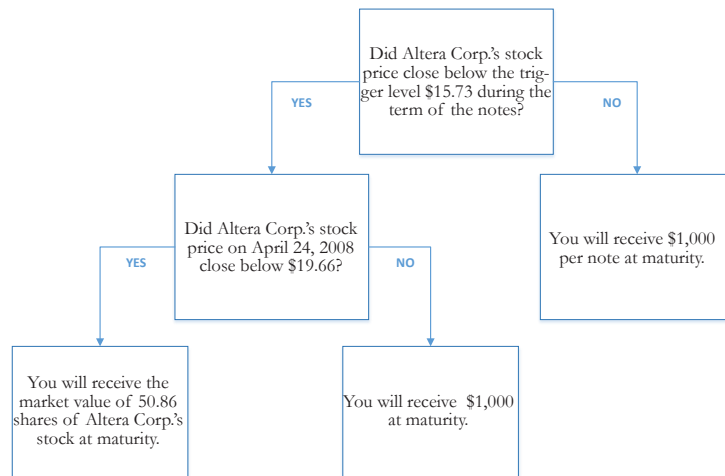 Did Altera Corp.'s stock
price close below the trig-
ger level $15.73 during the
term of the notes?
YES
NO
Did Altera Corp.'s stock
price on April 24, 2008
close below $19.66?
You will receive $1,000
per note at maturity.
YES
NO
You will receive the
market value of 50.86
shares of Altera Corp.'s
stock at maturity.
You will receive $1,000
at maturity.